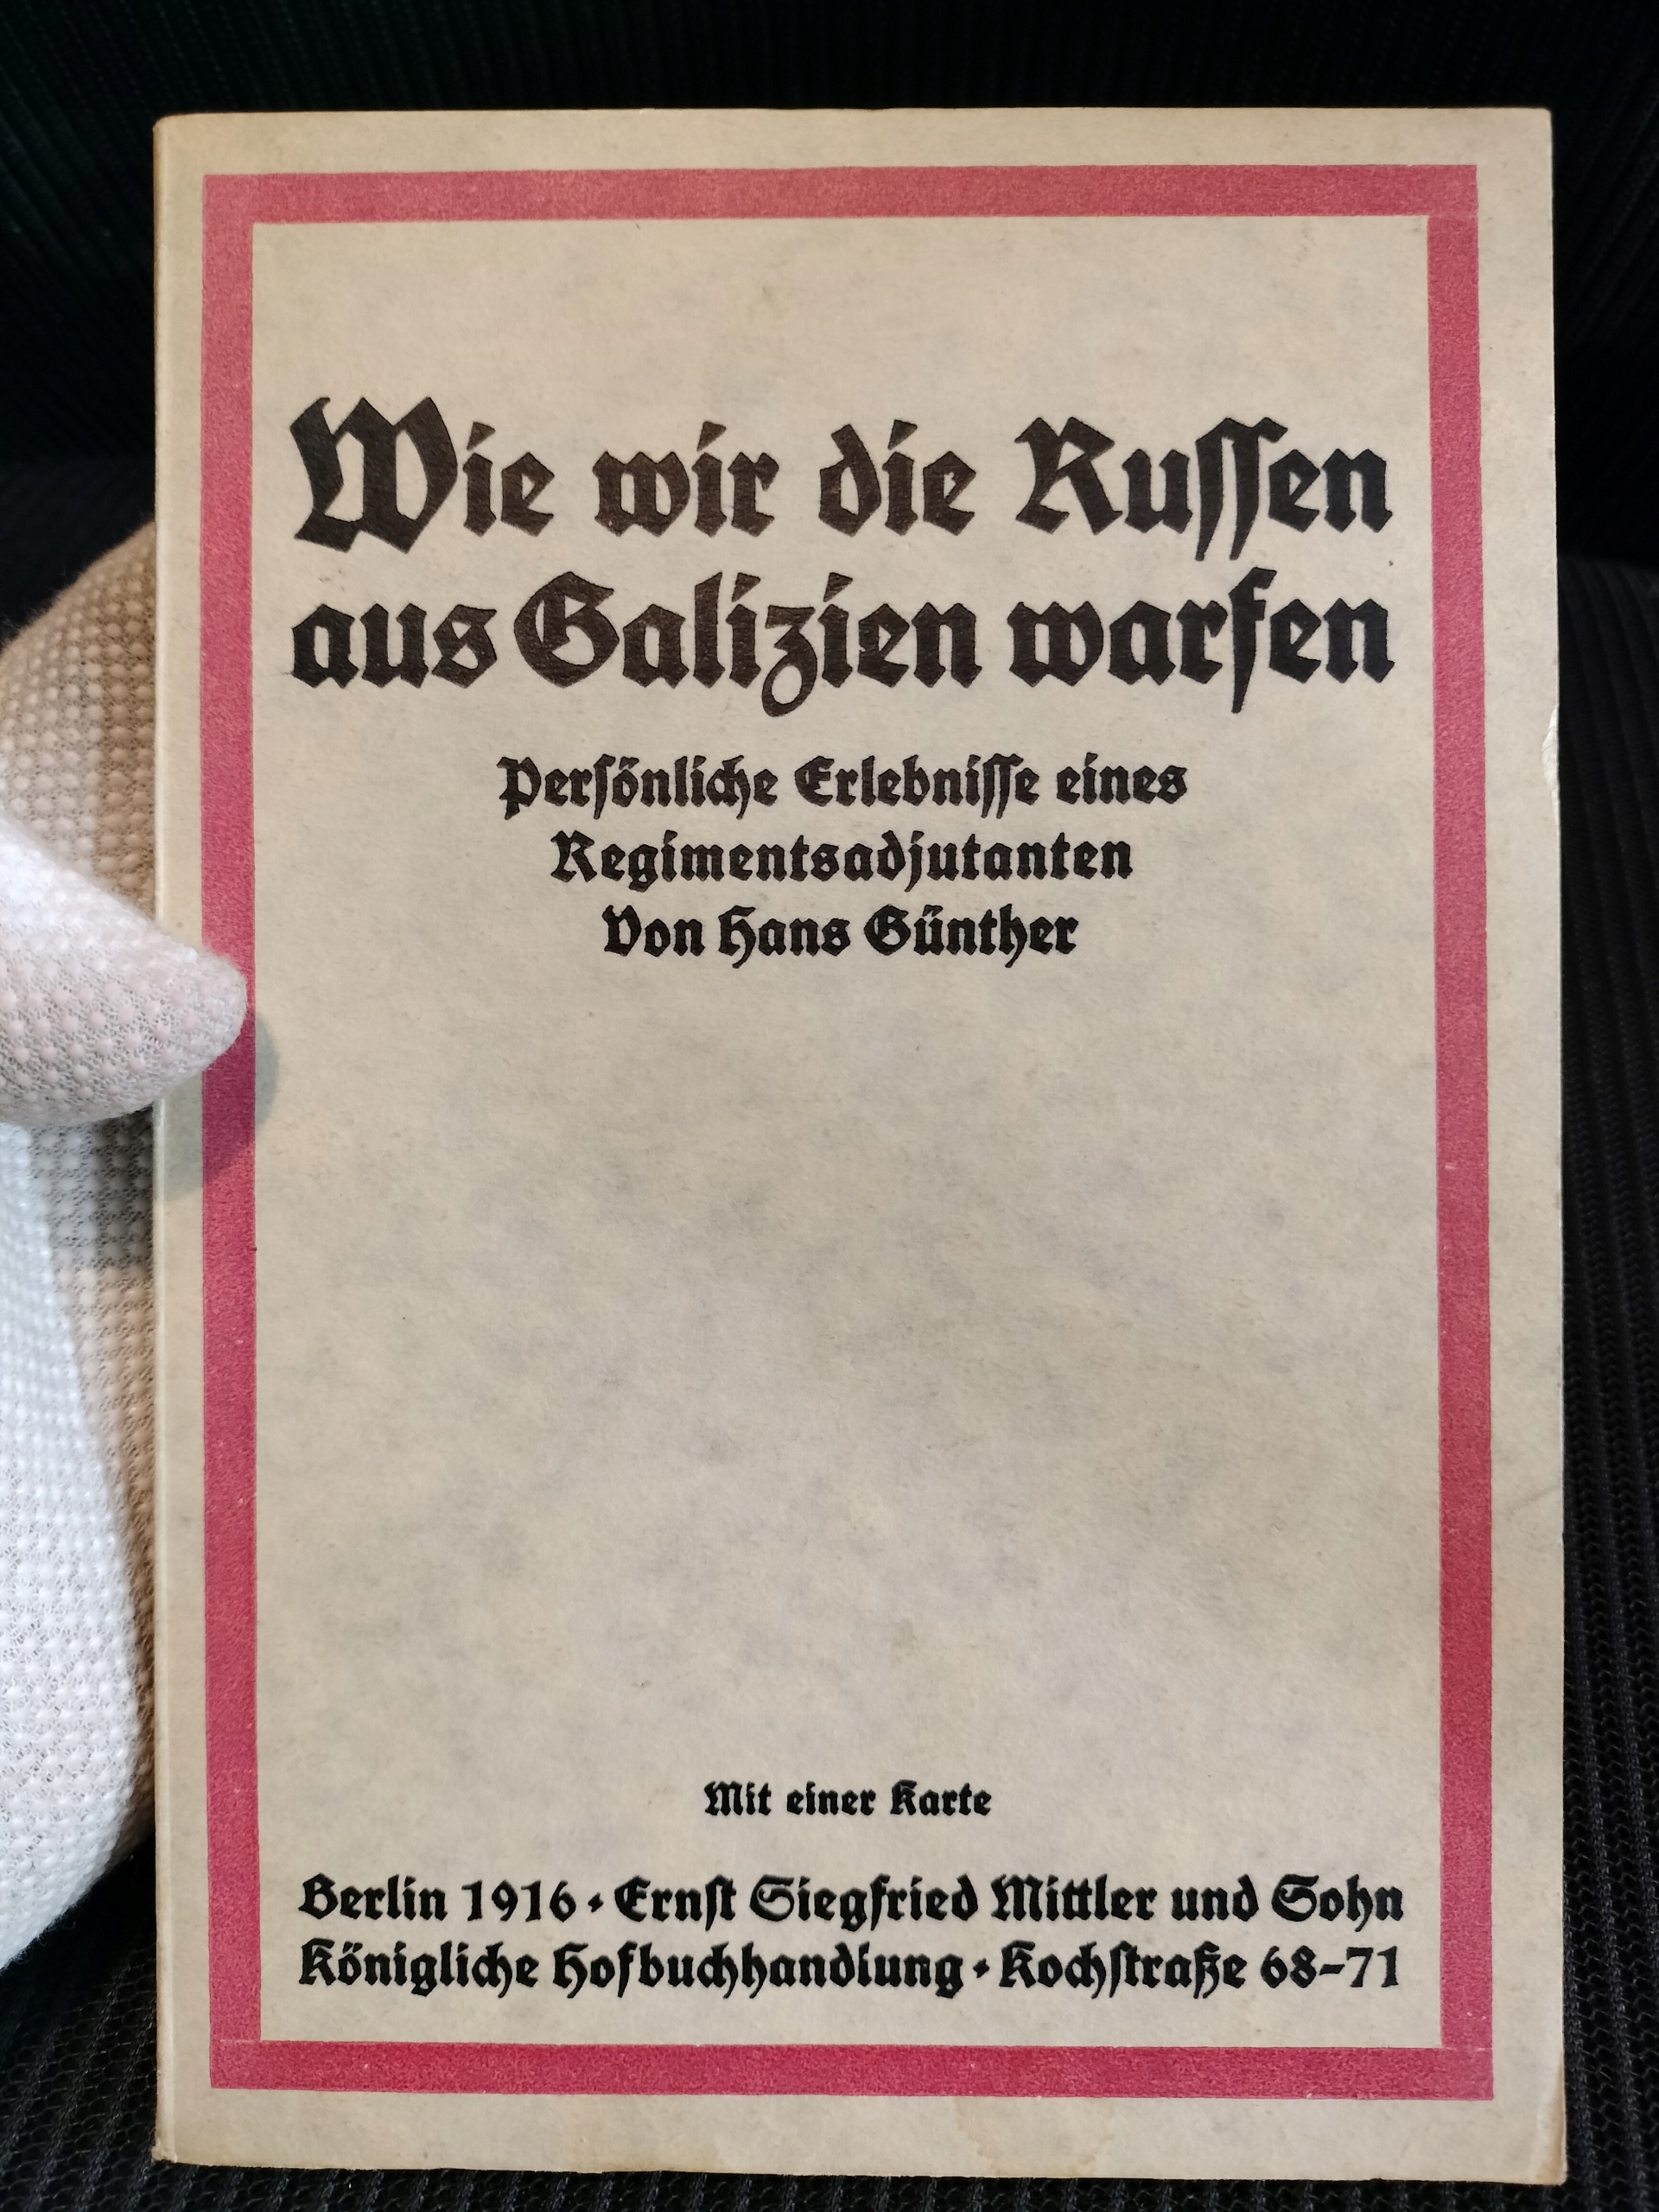 Wie wir die Ruſſen
aus Galizien warfen
Perſönliche Erlebniſſe eines
Regimentsadjutanten
Von Hans Günther
Mit einer Karte
Berlin 1916 · Ernſt Siegfried Mittler und Sohn
Königliche Hofbuchhandlung · Kochſtraße 68-71